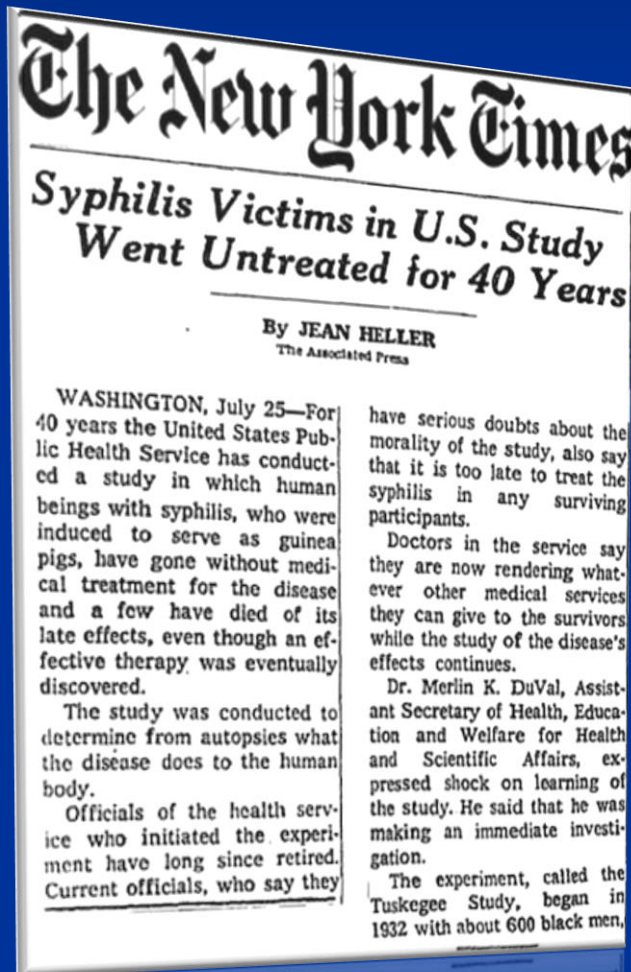 The New York Times
Syphilis Victims in U.S. Study
Went Untreated for 40 Years
By JEAN HELLER
The Associated Press
WASHINGTON, July 25—For
40 years the United States Pub-
lic Health Service has conduct-
ed a study in which human
beings with syphilis, who were
induced to serve as guinea
pigs, have gone without medi-
cal treatment for the disease
and a few have died of its
late effects, even though an ef-
fective therapy was eventually
discovered.
The study was conducted to
determine from autopsies what
the disease does to the human
body.
Officials of the health serv-
ice who initiated the experi-
ment have long since retired.
Current officials, who say they
have serious doubts about the
morality of the study, also say
that it is too late to treat the
syphilis in any surviving
participants.
Doctors in the service say
they are now rendering what-
ever other medical services
they can give to the survivors
while the study of the disease's
effects continues.
Dr. Merlin K. DuVal, Assist-
ant Secretary of Health, Educa-
tion and Welfare for Health
and Scientific Affairs, ex-
pressed shock on learning of
the study. He said that he was
making an immediate investi-
gation.
The experiment, called the
Tuskegee Study, began in
1932 with about 600 black men,